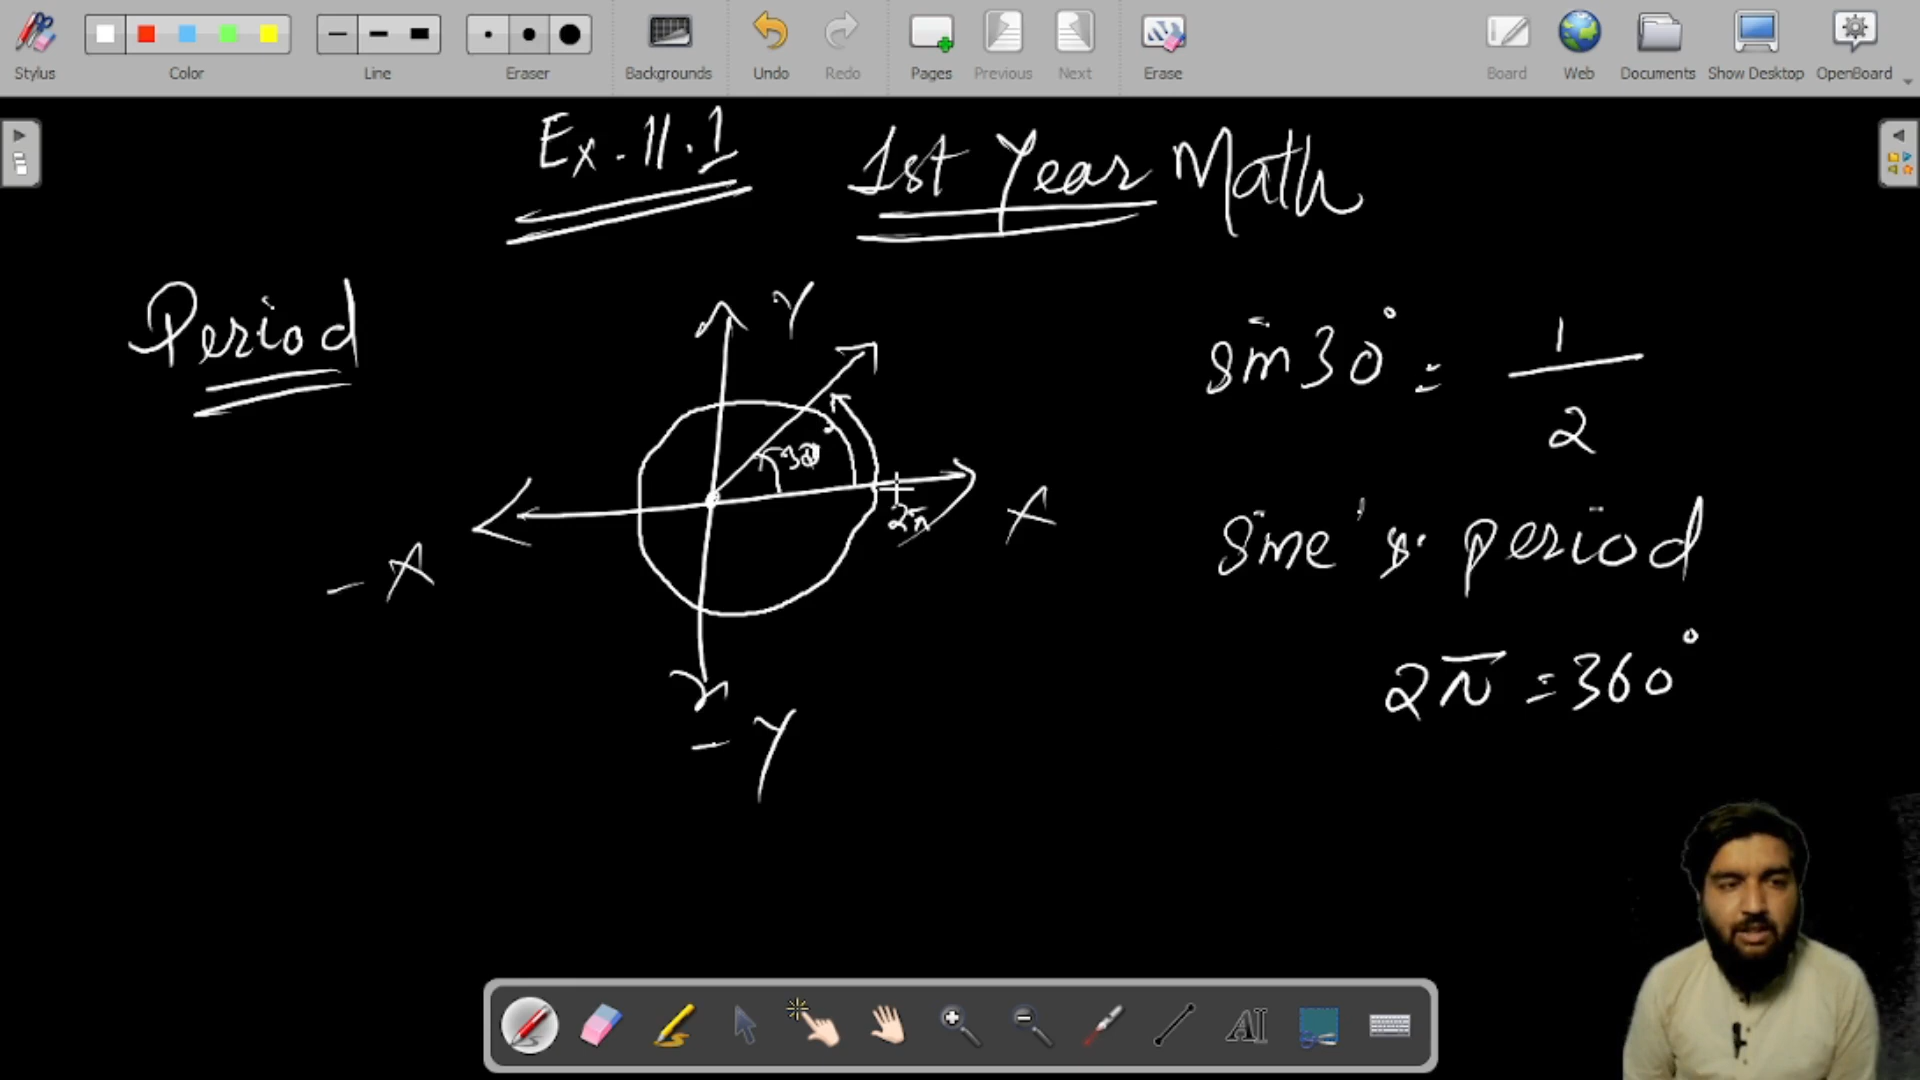 Stylus Color Line Eraser Backgrounds Undo Redo Pages Previous Next Erase Board Web Documents Show Desktop OpenBoard
Ex-11.1 1st Year Math
Period
Y
30°
2π
X
-X
-Y
sin30° = 1/2
sine's period
2π = 360°
AI